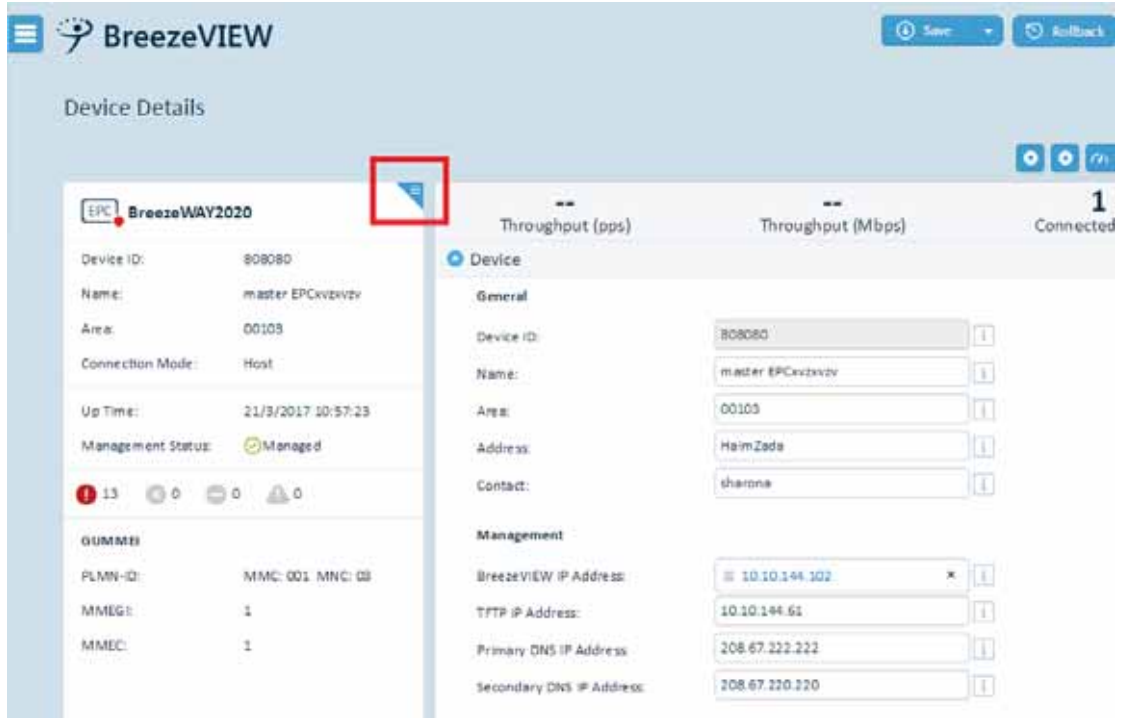 BreezeVIEW
Save
Rollback
Device Details
EPC BreezeWAY2020
Device ID: 808080
Name: master EPCxvzxvzv
Area: 00103
Connection Mode: Host
Up Time: 21/3/2017 10:57:23
Management Status: Managed
13 0 0 0
GUMMEI
PLMN-ID: MMC: 001 MNC: 03
MMEGI: 1
MMEC: 1
-- -- 1
Throughput (pps) Throughput (Mbps) Connected
Device
General
Device ID: 808080
Name: master EPCxvzxvzv
Area: 00103
Address: HaimZada
Contact: sharona
Management
BreezeVIEW IP Address: 10.10.144.102 ×
TFTP IP Address: 10.10.144.61
Primary DNS IP Address 208.67.222.222
Secondary DNS IP Address: 208.67.220.220